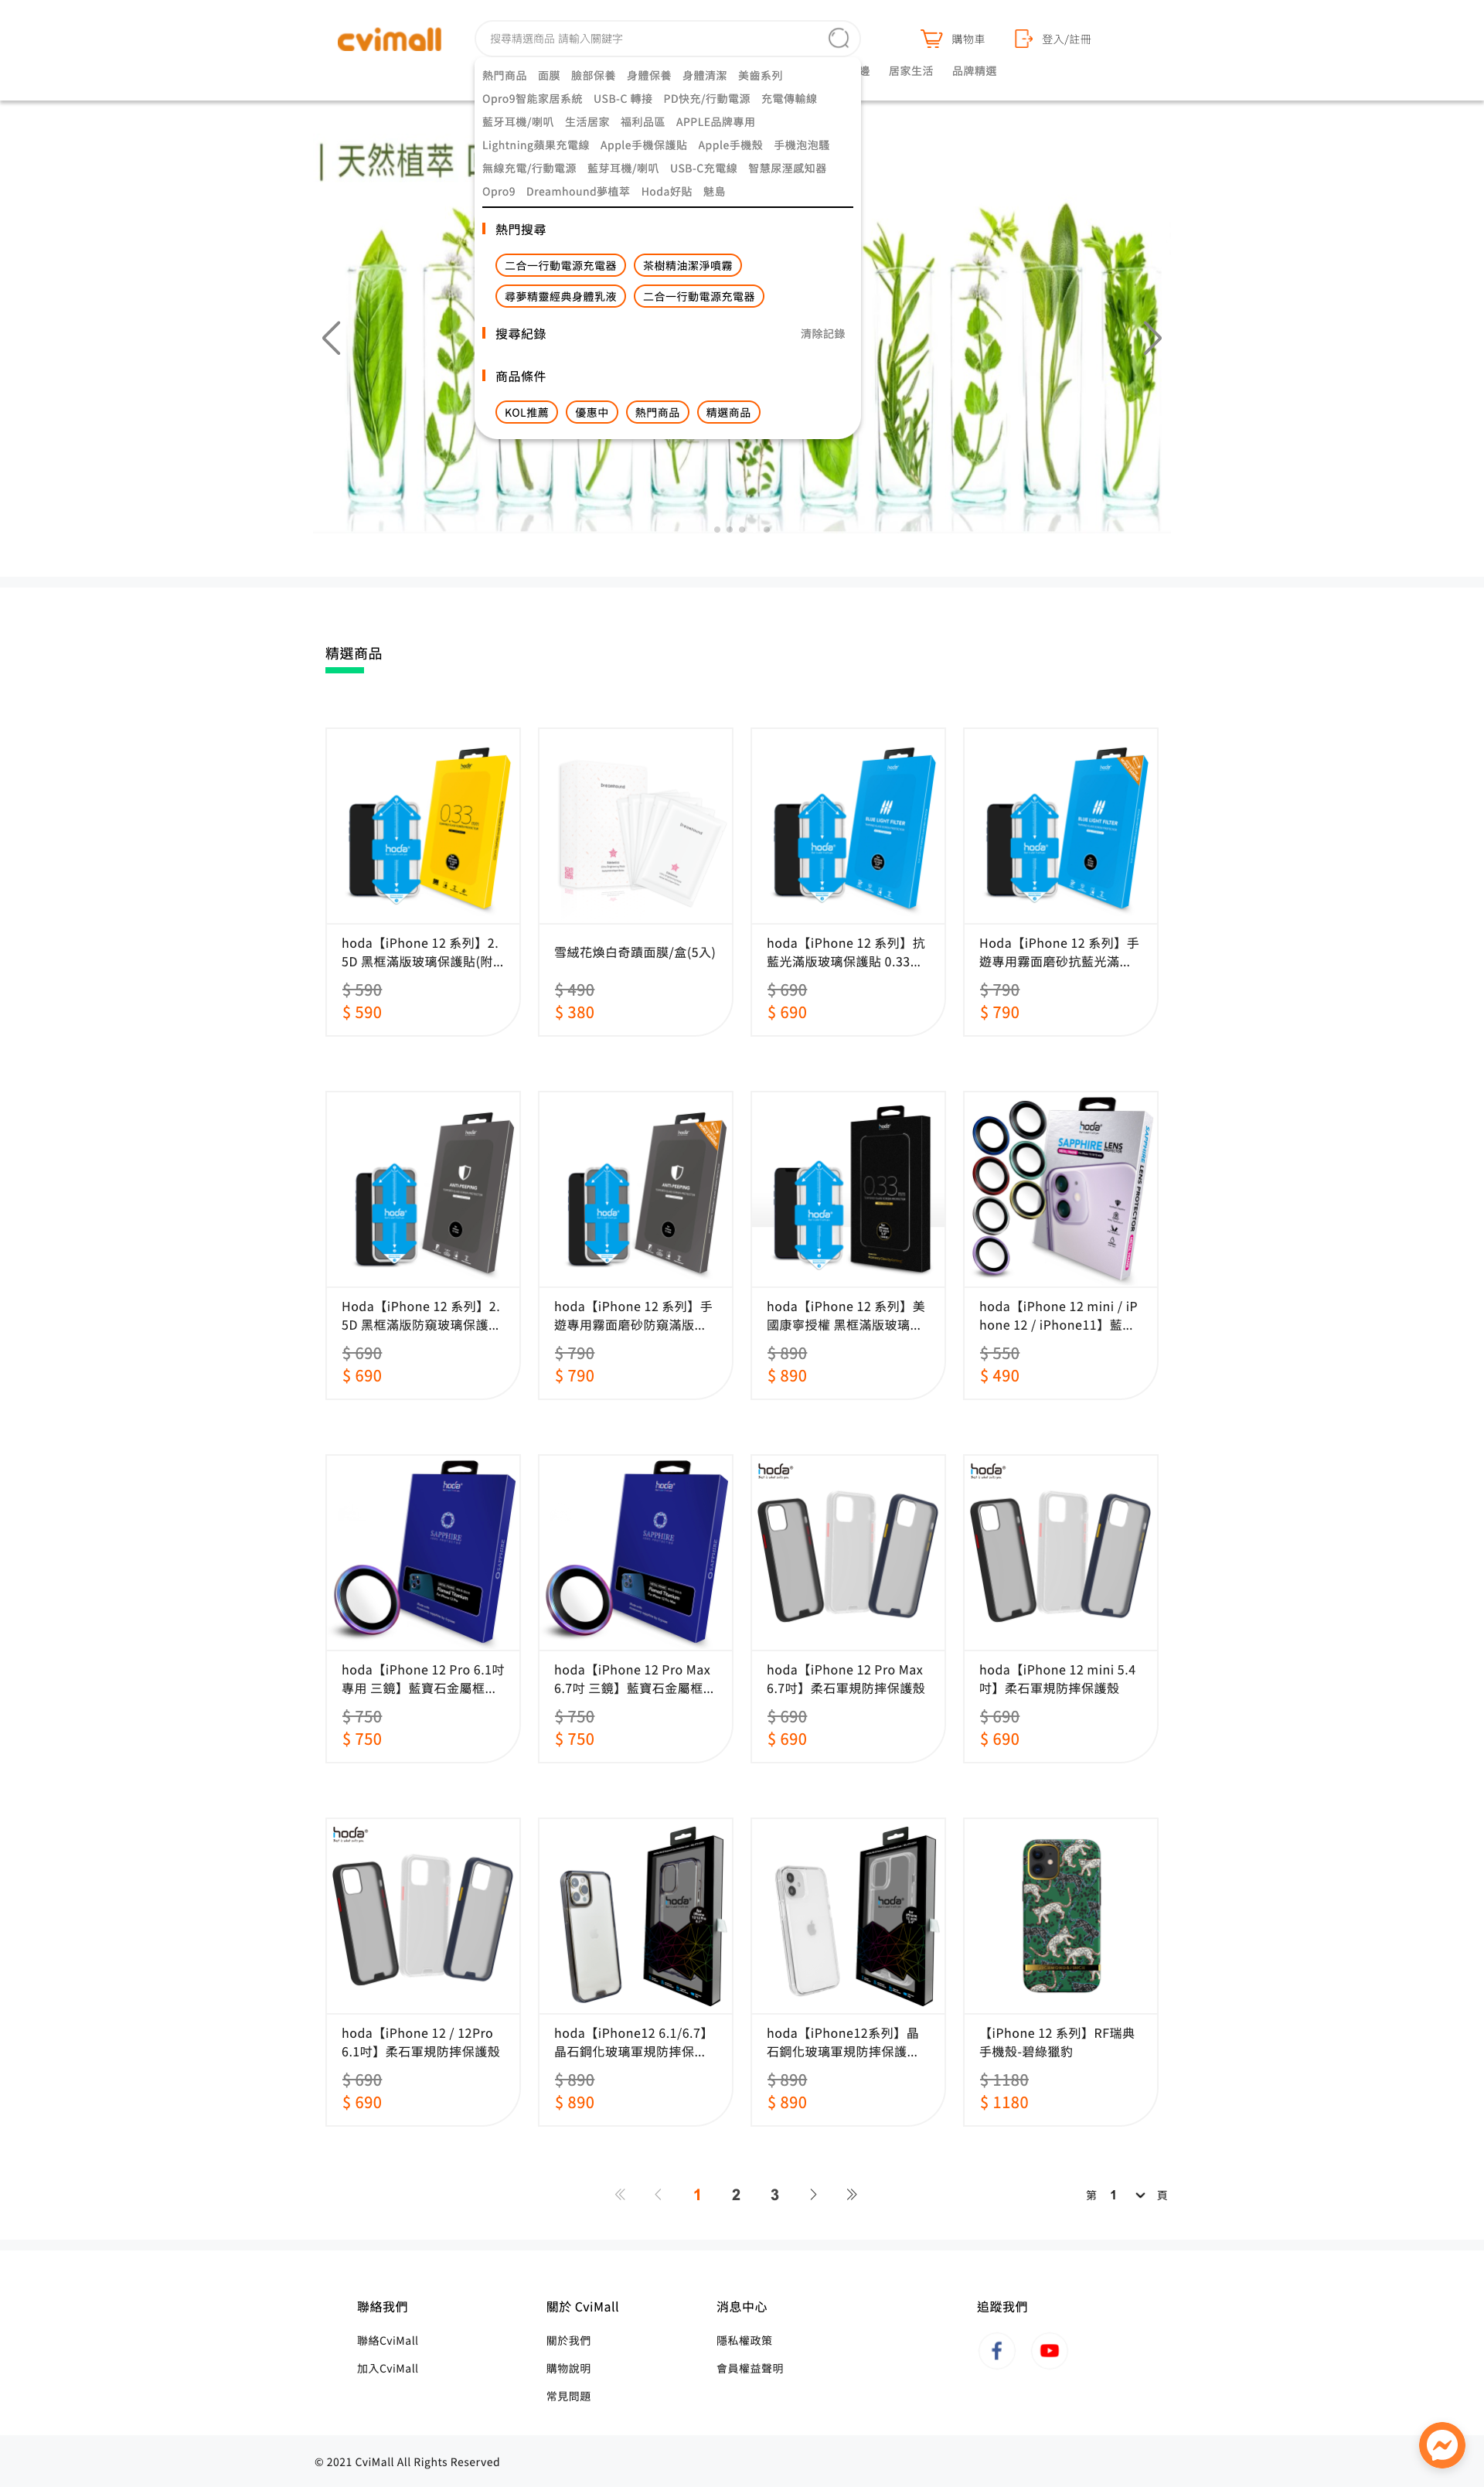 cvimall
搜尋精選商品 請輸入關鍵字
購物車
登入/註冊
居家生活 品牌精選
熱門商品 面膜 臉部保養 身體保養 身體清潔 美齒系列
Opro9智能家居系統 USB-C 轉接 PD快充/行動電源 充電傳輸線
藍牙耳機/喇叭 生活居家 福利品區 APPLE品牌專用
Lightning蘋果充電線 Apple手機保護貼 Apple手機殼 手機泡泡騷
無線充電/行動電源 藍芽耳機/喇叭 USB-C充電線 智慧尿溼感知器
Opro9 Dreamhound夢植萃 Hoda好貼 魅島
| 天然植萃
熱門搜尋
二合一行動電源充電器 茶樹精油潔淨噴霧
尋夢精靈經典身體乳液 二合一行動電源充電器
搜尋紀錄 清除記錄
商品條件
KOL推薦 優惠中 熱門商品 精選商品
精選商品
hoda【iPhone 12 系列】2.
5D 黑框滿版玻璃保護貼(附...
$ 590
$ 590
雪絨花煥白奇蹟面膜/盒(5入)
$ 490
$ 380
hoda【iPhone 12 系列】抗
藍光滿版玻璃保護貼 0.33...
$ 690
$ 690
Hoda【iPhone 12 系列】手
遊專用霧面磨砂抗藍光滿...
$ 790
$ 790
Hoda【iPhone 12 系列】2.
5D 黑框滿版防窺玻璃保護...
$ 690
$ 690
hoda【iPhone 12 系列】手
遊專用霧面磨砂防窺滿版...
$ 790
$ 790
hoda【iPhone 12 系列】美
國康寧授權 黑框滿版玻璃...
$ 890
$ 890
hoda【iPhone 12 mini / iP
hone 12 / iPhone11】藍...
$ 550
$ 490
hoda【iPhone 12 Pro 6.1吋
專用 三鏡】藍寶石金屬框...
$ 750
$ 750
hoda【iPhone 12 Pro Max
6.7吋 三鏡】藍寶石金屬框...
$ 750
$ 750
hoda【iPhone 12 Pro Max
6.7吋】柔石軍規防摔保護殼
$ 690
$ 690
hoda【iPhone 12 mini 5.4
吋】柔石軍規防摔保護殼
$ 690
$ 690
hoda【iPhone 12 / 12Pro
6.1吋】柔石軍規防摔保護殼
$ 690
$ 690
hoda【iPhone12 6.1/6.7】
晶石鋼化玻璃軍規防摔保...
$ 890
$ 890
hoda【iPhone12系列】晶
石鋼化玻璃軍規防摔保護...
$ 890
$ 890
【iPhone 12 系列】RF瑞典
手機殼-碧綠獵豹
$ 1180
$ 1180
1 2 3
第 1 頁
聯絡我們
聯絡CviMall
加入CviMall
關於 CviMall
關於我們
購物說明
常見問題
消息中心
隱私權政策
會員權益聲明
追蹤我們
© 2021 CviMall All Rights Reserved